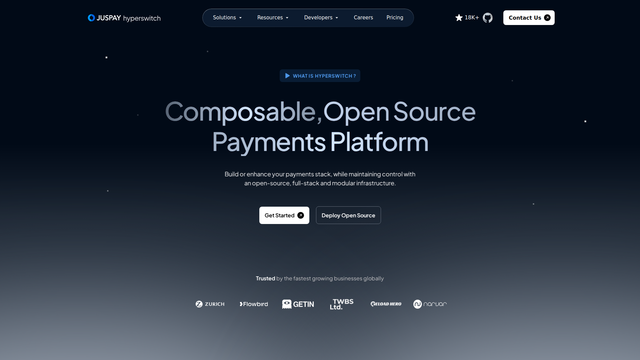 JUSPAY hyperswitch
Solutions
Resources
Developers
Careers
Pricing
18K+
Contact Us
WHAT IS HYPERSWITCH ?
Composable,Open Source
Payments Platform
Build or enhance your payments stack, while maintaining control with
an open-source, full-stack and modular infrastructure.
Get Started
Deploy Open Source
Trusted by the fastest growing businesses globally
ZURICH
Flowbird
GETIN
TWBS
Ltd.
RELOAD HERO